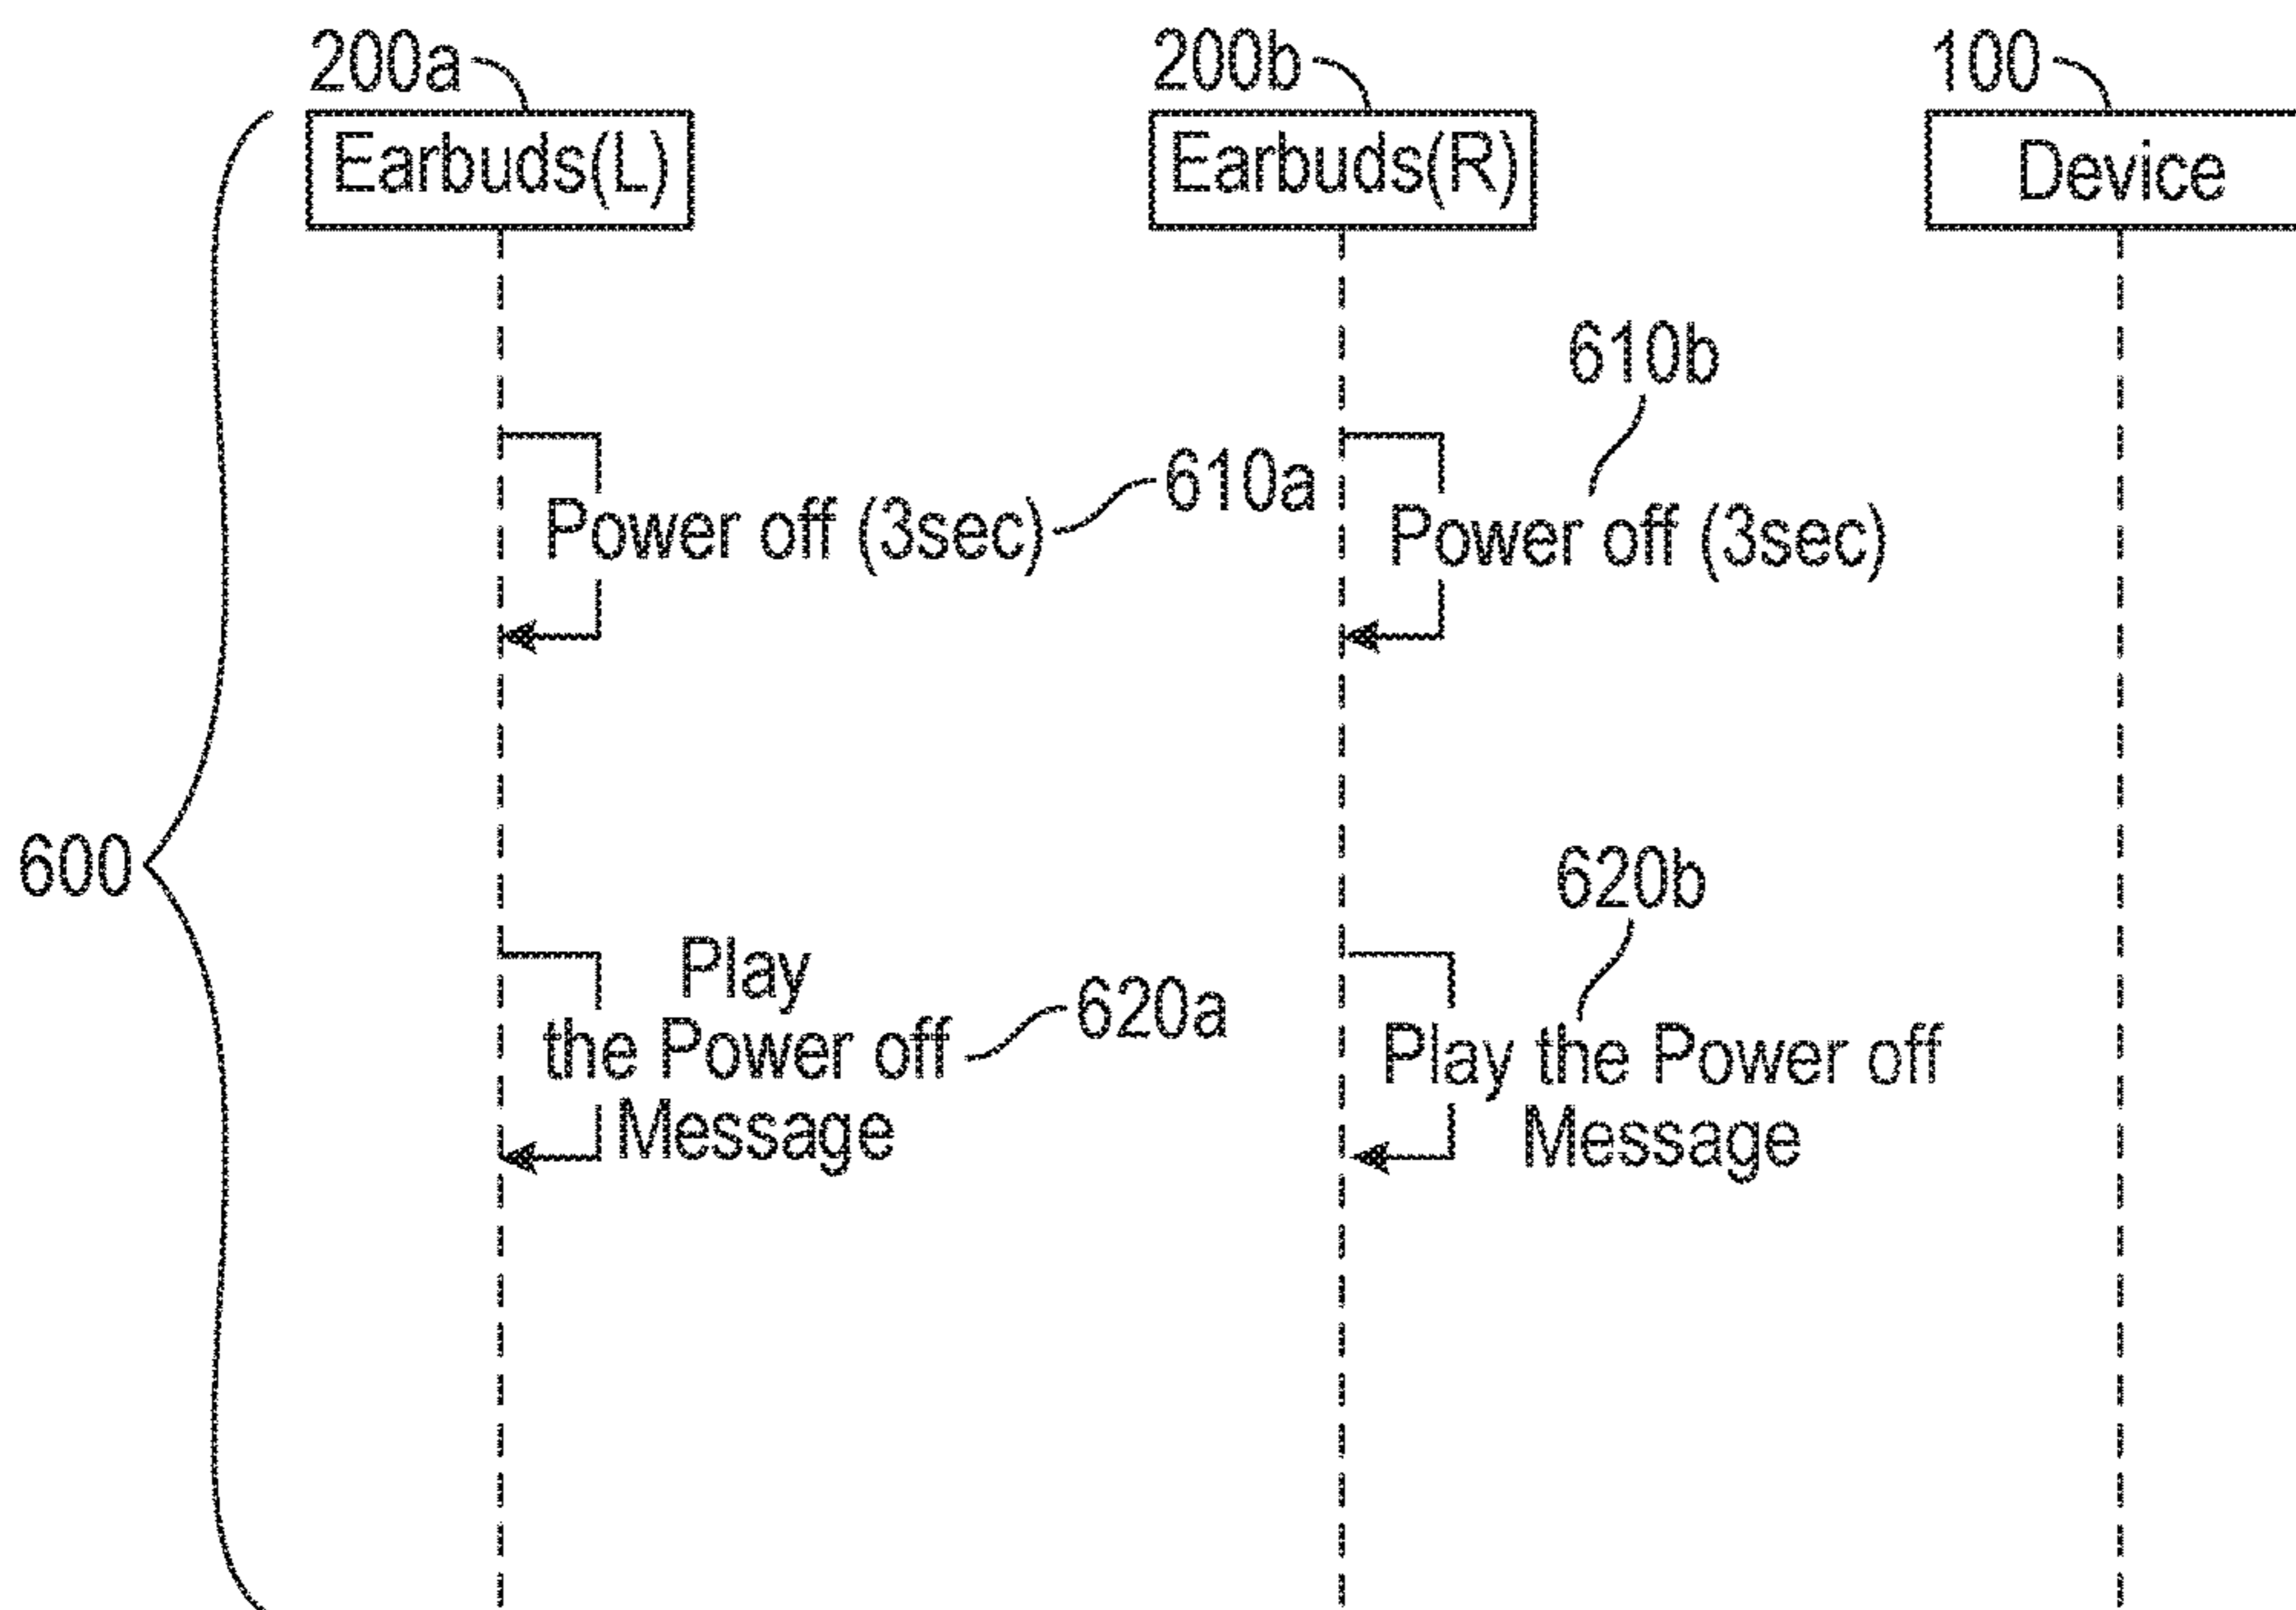 200a
200b
100
Earbuds(L)
Earbuds(R)
Device
610b
610a
Power off (3sec)
Power off (3sec)
600
620b
Play
the Power off
Message
620a
Play the Power off
Message